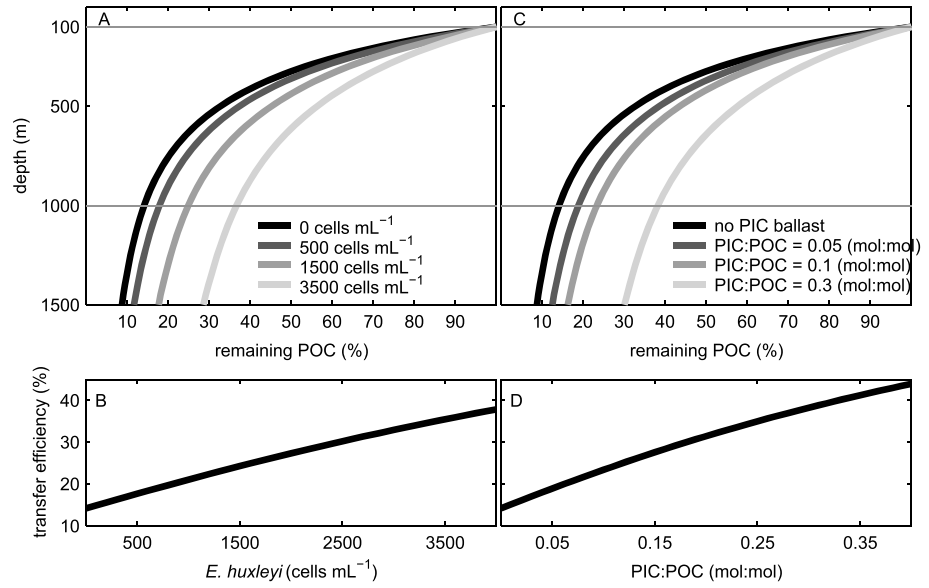 A
C
100
500
1000
1500
depth (m)
0 cells mL⁻¹
500 cells mL⁻¹
1500 cells mL⁻¹
3500 cells mL⁻¹
no PIC ballast
PIC:POC = 0.05 (mol:mol)
PIC:POC = 0.1 (mol:mol)
PIC:POC = 0.3 (mol:mol)
10 20 30 40 50 60 70 80 90
10 20 30 40 50 60 70 80 90
remaining POC (%)
remaining POC (%)
B
D
40
30
20
10
transfer efficiency (%)
500 1500 2500 3500
0.05 0.15 0.25 0.35
E. huxleyi (cells mL⁻¹)
PIC:POC (mol:mol)